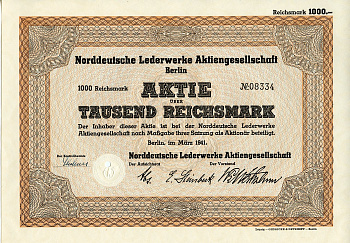 Reichsmark 1000.—
Norddeutsche Lederwerke Aktiengesellschaft
Berlin
1000 Reichsmark № 08334
AKTIE
ÜBER
TAUSEND REICHSMARK
Der Inhaber dieser Aktie ist bei der Norddeutsche Lederwerke
Aktiengesellschaft nach Maßgabe ihrer Satzung als Aktionär beteiligt.
Berlin, im März 1941.
Norddeutsche Lederwerke Aktiengesellschaft
Der Aufsichtsrat Der Vorstand